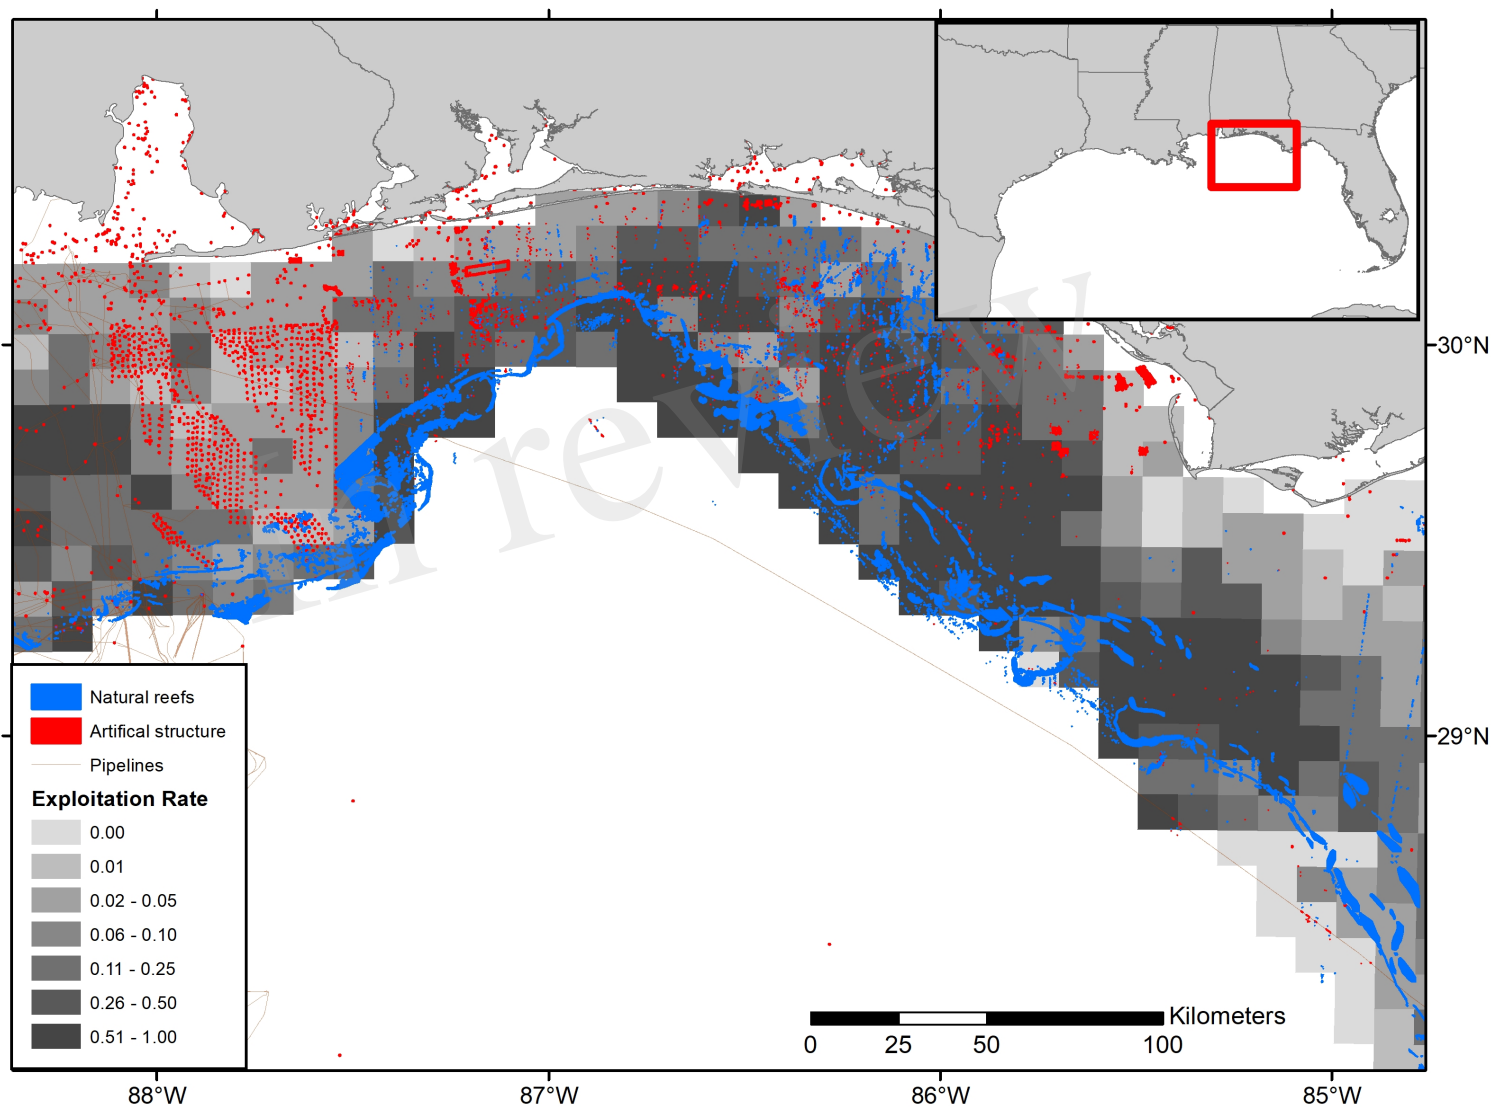 in review
30°N
29°N
Natural reefs
Artifical structure
Pipelines
Exploitation Rate
0.00
0.01
0.02 - 0.05
0.06 - 0.10
0.11 - 0.25
0.26 - 0.50
0.51 - 1.00
Kilometers
0 25 50 100
88°W 87°W 86°W 85°W